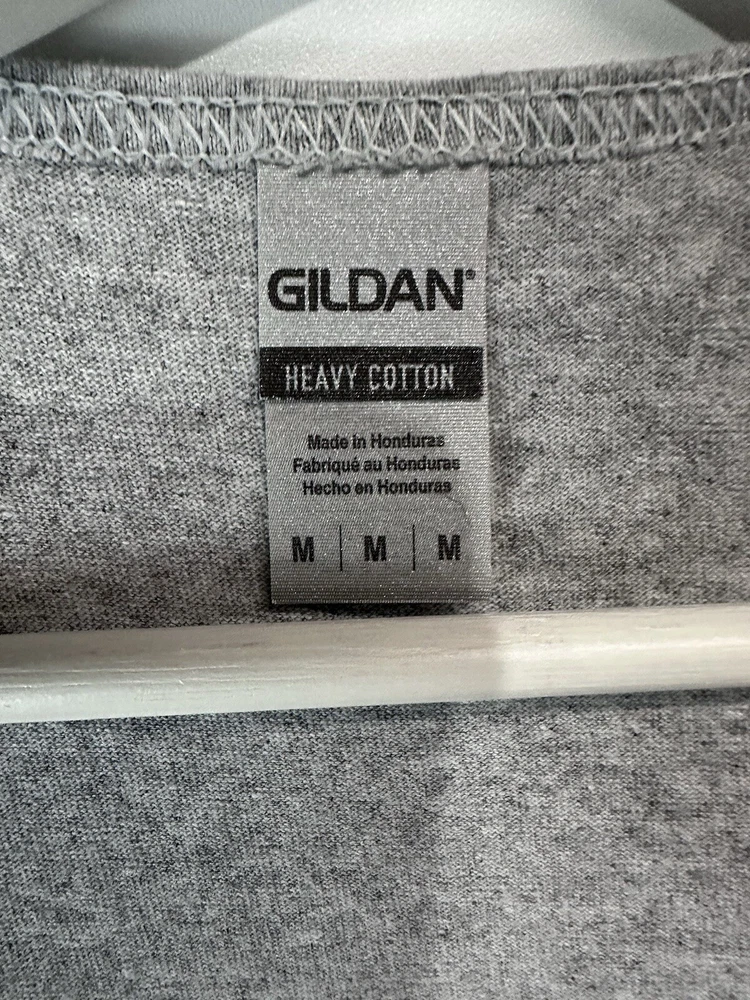 GILDAN®
HEAVY COTTON
Made in Honduras
Fabriqué au Honduras
Hecho en Honduras
M | M | M